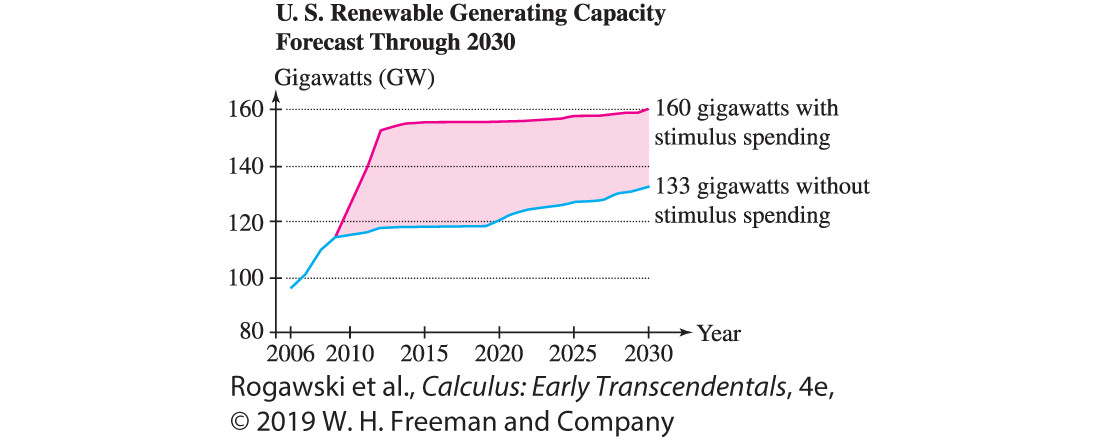 U. S. Renewable Generating Capacity
Forecast Through 2030
Gigawatts (GW)
160
140
120
100
80
160 gigawatts with
stimulus spending
133 gigawatts without
stimulus spending
Year
2006 2010 2015 2020 2025 2030
Rogawski et al., Calculus: Early Transcendentals, 4e,
© 2019 W. H. Freeman and Company